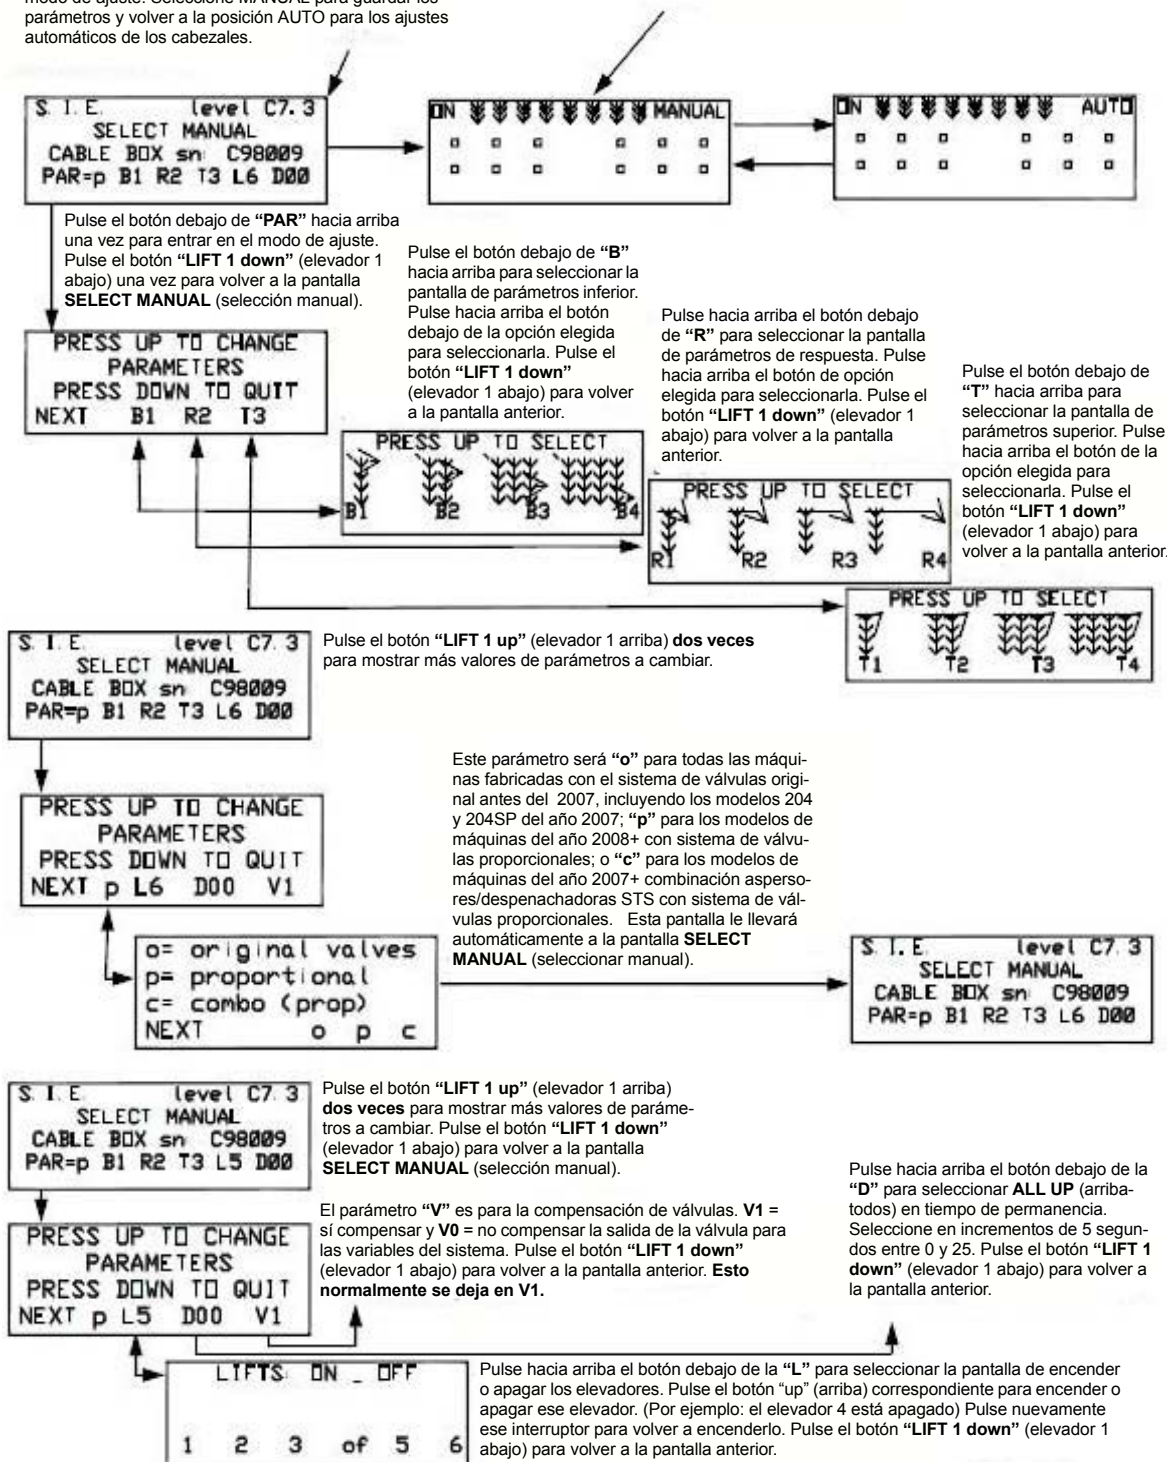 parámetros y volver a la posición AUTO para los ajustes
automáticos de los cabezales.
S. I. E. level C7.3
SELECT MANUAL
CABLE BOX sn: C98009
PAR=p B1 R2 T3 L6 D00
ON MANUAL
ON AUTO
Pulse el botón debajo de “PAR” hacia arriba
una vez para entrar en el modo de ajuste.
Pulse el botón “LIFT 1 down” (elevador 1
abajo) una vez para volver a la pantalla
SELECT MANUAL (selección manual).
Pulse el botón debajo de “B”
hacia arriba para seleccionar la
pantalla de parámetros inferior.
Pulse hacia arriba el botón
debajo de la opción elegida
para seleccionarla. Pulse el
botón “LIFT 1 down”
(elevador 1 abajo) para volver
a la pantalla anterior.
Pulse hacia arriba el botón debajo
de “R” para seleccionar la pantalla
de parámetros de respuesta. Pulse
hacia arriba el botón de opción
elegida para seleccionarla. Pulse el
botón “LIFT 1 down” (elevador 1
abajo) para volver a la pantalla
anterior.
Pulse el botón debajo de
“T” hacia arriba para
seleccionar la pantalla de
parámetros superior. Pulse
hacia arriba el botón de la
opción elegida para
seleccionarla. Pulse el
botón “LIFT 1 down”
(elevador 1 abajo) para
volver a la pantalla anterior.
PRESS UP TO CHANGE
PARAMETERS
PRESS DOWN TO QUIT
NEXT B1 R2 T3
PRESS UP TO SELECT
B1 B2 B3 B4
PRESS UP TO SELECT
R1 R2 R3 R4
PRESS UP TO SELECT
T1 T2 T3 T4
S. I. E. level C7. 3
SELECT MANUAL
CABLE BOX sn C98009
PAR=p B1 R2 T3 L6 D00
Pulse el botón “LIFT 1 up” (elevador 1 arriba) dos veces
para mostrar más valores de parámetros a cambiar.
PRESS UP TO CHANGE
PARAMETERS
PRESS DOWN TO QUIT
NEXT p L6 D00 V1
Este parámetro será “o” para todas las máqui-
nas fabricadas con el sistema de válvulas origi-
nal antes del 2007, incluyendo los modelos 204
y 204SP del año 2007; “p” para los modelos de
máquinas del año 2008+ con sistema de válvu-
las proporcionales; o “c” para los modelos de
máquinas del año 2007+ combinación asperso-
res/despenachadoras STS con sistema de vál-
vulas proporcionales. Esta pantalla le llevará
automáticamente a la pantalla SELECT
MANUAL (seleccionar manual).
o= original valves
p= proportional
c= combo (prop)
NEXT o p c
S. I. E. level C7. 3
SELECT MANUAL
CABLE BOX sn: C98009
PAR=p B1 R2 T3 L6 D00
S. I. E. level C7. 3
SELECT MANUAL
CABLE BOX sn C98009
PAR=p B1 R2 T3 L5 D00
Pulse el botón “LIFT 1 up” (elevador 1 arriba)
dos veces para mostrar más valores de paráme-
tros a cambiar. Pulse el botón “LIFT 1 down”
(elevador 1 abajo) para volver a la pantalla
SELECT MANUAL (selección manual).
El parámetro “V” es para la compensación de válvulas. V1 =
sí compensar y V0 = no compensar la salida de la válvula para
las variables del sistema. Pulse el botón “LIFT 1 down”
(elevador 1 abajo) para volver a la pantalla anterior. Esto
normalmente se deja en V1.
Pulse hacia arriba el botón debajo de la
“D” para seleccionar ALL UP (arriba-
todos) en tiempo de permanencia.
Seleccione en incrementos de 5 segun-
dos entre 0 y 25. Pulse el botón “LIFT 1
down” (elevador 1 abajo) para volver a
la pantalla anterior.
PRESS UP TO CHANGE
PARAMETERS
PRESS DOWN TO QUIT
NEXT p L5 D00 V1
LIFTS: ON _ OFF
1 2 3 of 5 6
Pulse hacia arriba el botón debajo de la “L” para seleccionar la pantalla de encender
o apagar los elevadores. Pulse el botón “up” (arriba) correspondiente para encender o
apagar ese elevador. (Por ejemplo: el elevador 4 está apagado) Pulse nuevamente
ese interruptor para volver a encenderlo. Pulse el botón “LIFT 1 down” (elevador 1
abajo) para volver a la pantalla anterior.